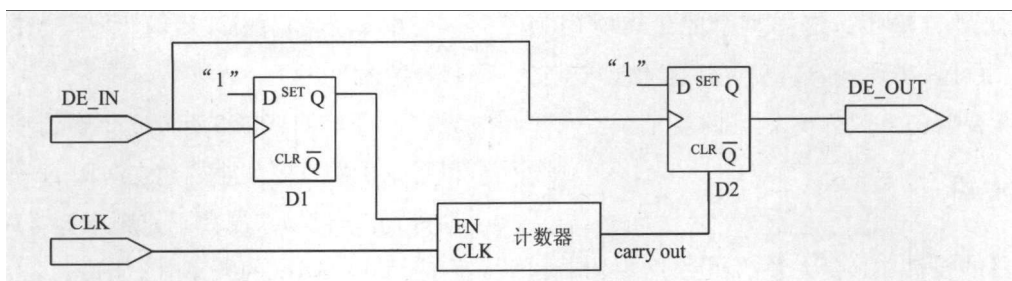 DE_IN
CLK
“1”
D SET Q
CLR Q̅
D1
EN
CLK
计数器
carry out
“1”
D SET Q
CLR Q̅
D2
DE_OUT